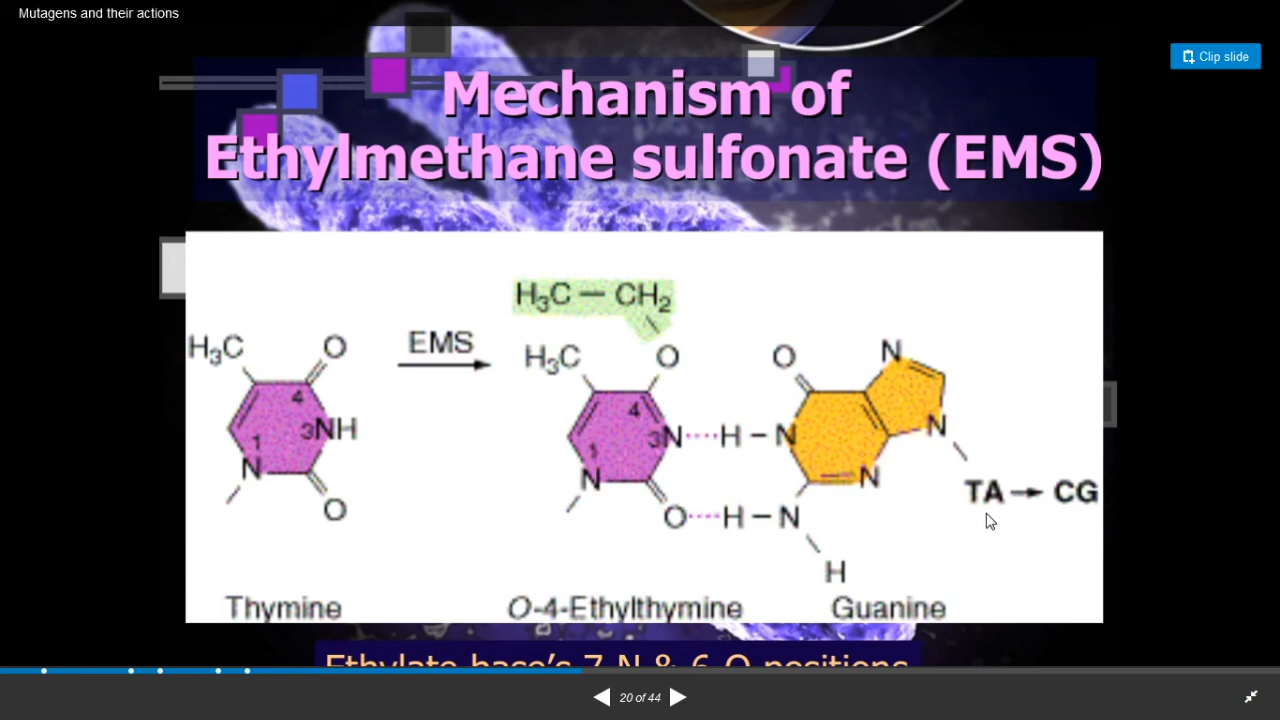 Mutagens and their actions
Clip slide
Mechanism of
Ethylmethane sulfonate (EMS)
H₃C — CH₂
H₃C O EMS H₃C O O N
4 4
3NH 3N H – N N
1 1
N N N
TA → CG
O O H – N
H
Thymine O-4-Ethylthymine Guanine
Ethylate base's 7-N & 6-O positions
20 of 44